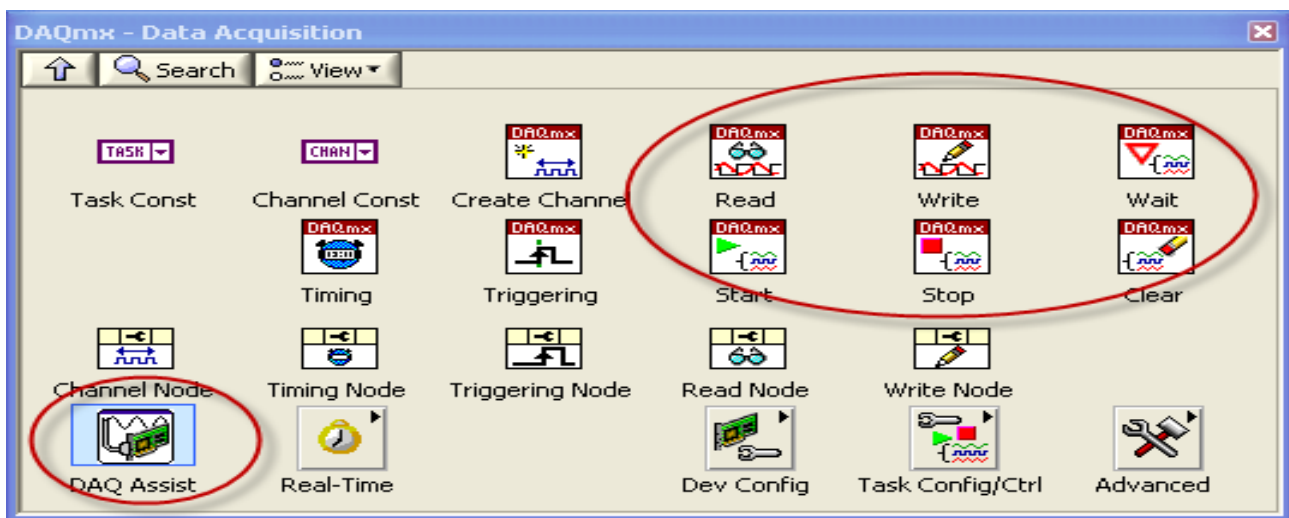 DAQmx - Data Acquisition
Search View
DAQmx DAQmx DAQmx DAQmx
TASK CHAN
Task Const Channel Const Create Channel Read Write Wait
DAQmx DAQmx DAQmx DAQmx DAQmx
Timing Triggering Start Stop Clear
Channel Node Timing Node Triggering Node Read Node Write Node
DAQ Assist Real-Time Dev Config Task Config/Ctrl Advanced